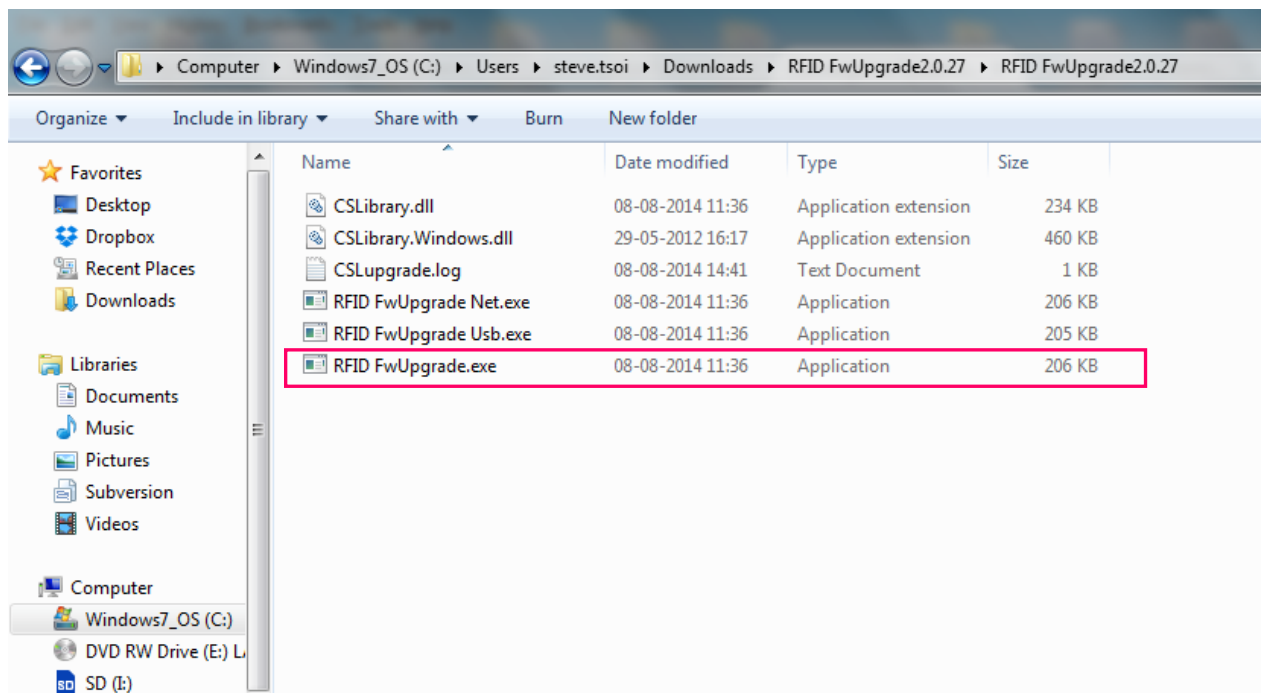 Computer Windows7_OS (C:) Users steve.tsoi Downloads RFID FwUpgrade2.0.27 RFID FwUpgrade2.0.27
Organize Include in library Share with Burn New folder
Favorites
Desktop
Dropbox
Recent Places
Downloads
Libraries
Documents
Music
Pictures
Subversion
Videos
Computer
Windows7_OS (C:)
DVD RW Drive (E:) L
SD (I:)
Name Date modified Type Size
CSLibrary.dll 08-08-2014 11:36 Application extension 234 KB
CSLibrary.Windows.dll 29-05-2012 16:17 Application extension 460 KB
CSLupgrade.log 08-08-2014 14:41 Text Document 1 KB
RFID FwUpgrade Net.exe 08-08-2014 11:36 Application 206 KB
RFID FwUpgrade Usb.exe 08-08-2014 11:36 Application 205 KB
RFID FwUpgrade.exe 08-08-2014 11:36 Application 206 KB